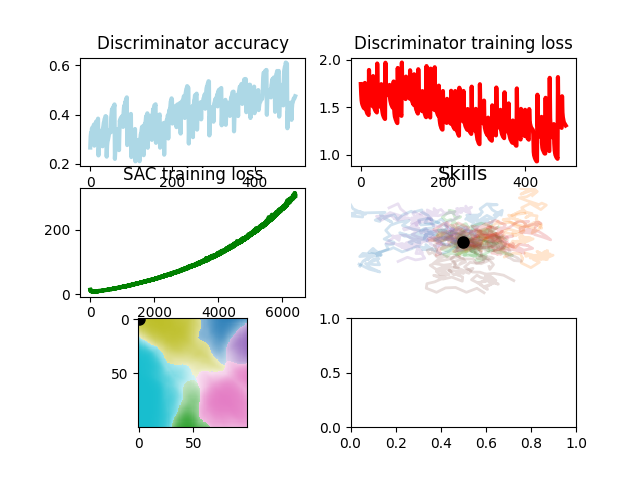 Discriminator accuracy
0.6
0.4
0.2
0 200 400
Discriminator training loss
2.0
1.5
1.0
0 200 400
SAC training loss
200
0
0 2000 4000 6000
Skills
0
50
0 50
1.0
0.5
0.0
0.0 0.2 0.4 0.6 0.8 1.0